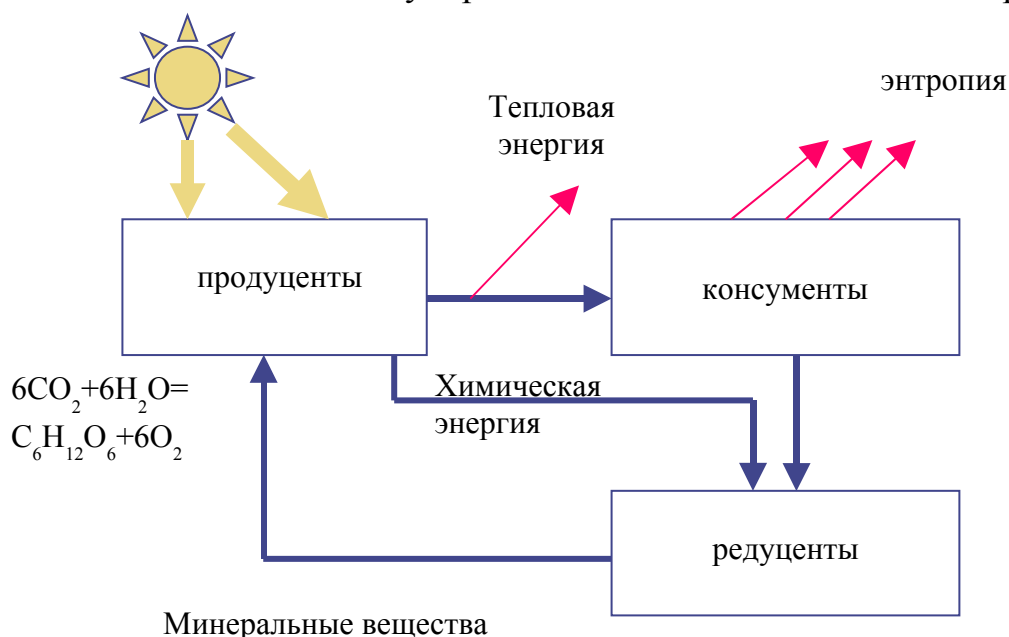 энтропия
Тепловая
энергия
продуценты
консументы
6CO₂+6H₂O=
C₆H₁₂O₆+6O₂
Химическая
энергия
редуценты
Минеральные вещества